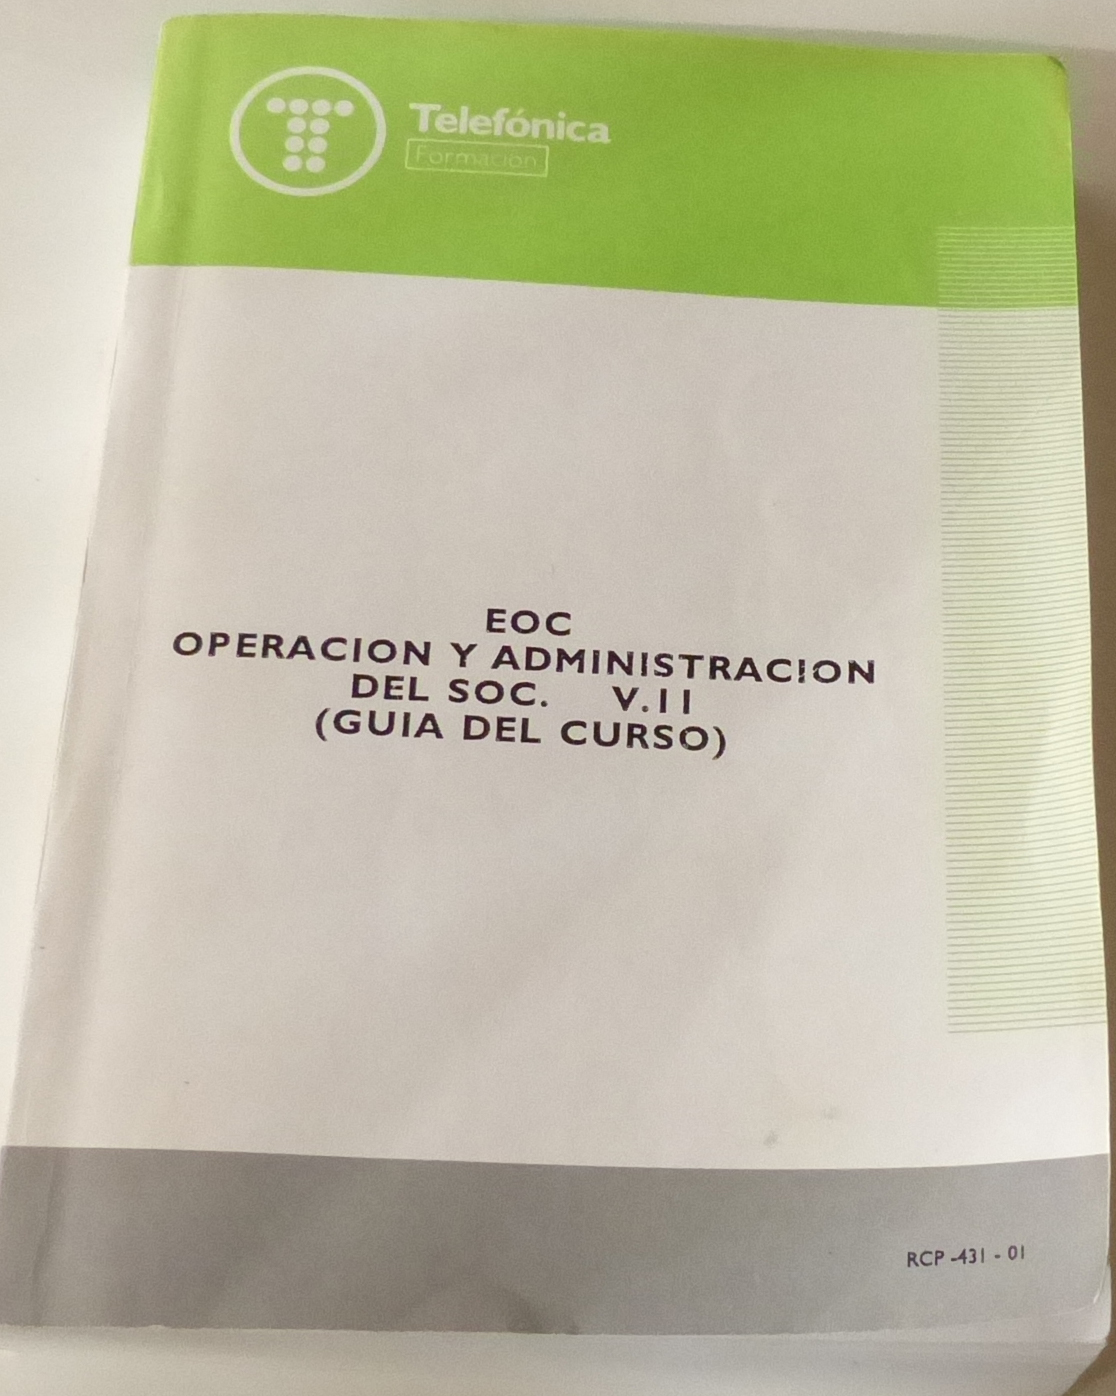 Telefónica
Formación
EOC
OPERACION Y ADMINISTRACION
DEL SOC. V.II
(GUIA DEL CURSO)
RCP -431 - 01